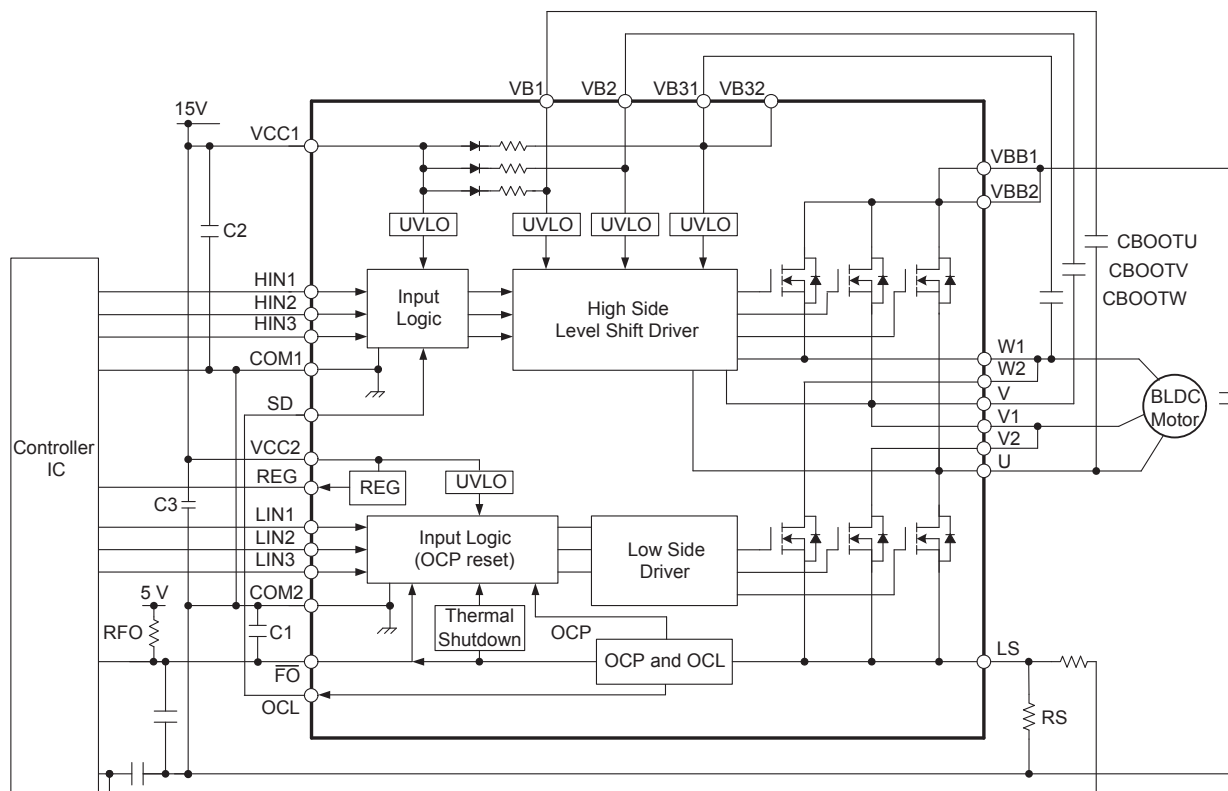 VB1 VB2 VB31 VB32
15V
VCC1
VBB1
VBB2
UVLO UVLO UVLO UVLO
C2
CBOOTU
CBOOTV
CBOOTW
HIN1
HIN2
HIN3
Input
Logic
High Side
Level Shift Driver
COM1
W1
W2
V
V1
V2
U
BLDC
Motor
SD
Controller
IC
VCC2
REG
REG
UVLO
C3
LIN1
LIN2
LIN3
Input Logic
(OCP reset)
Low Side
Driver
COM2
5 V
RFO
C1
Thermal
Shutdown
OCP
OCP and OCL
LS
FO
OCL
RS